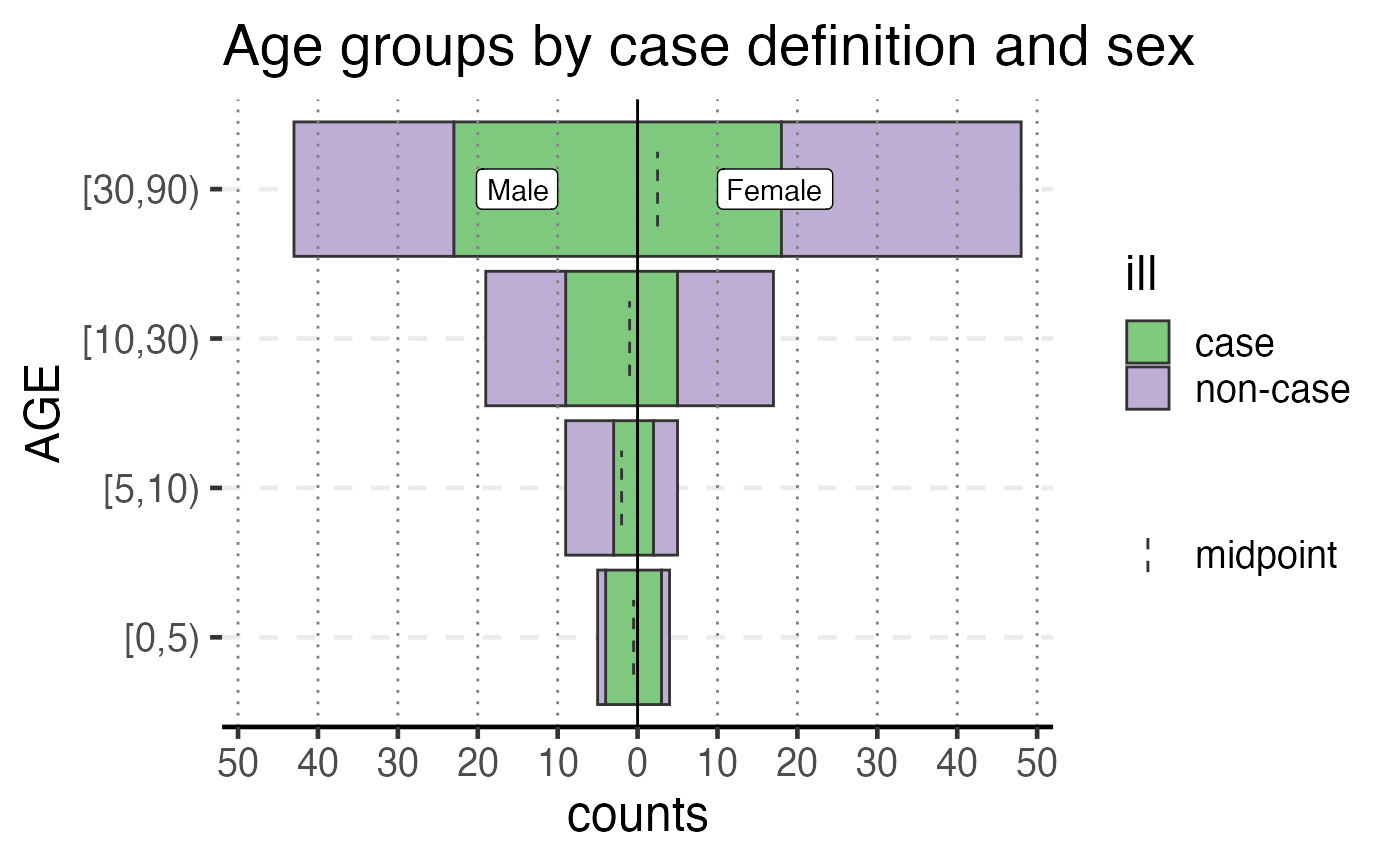 Age groups by case definition and sex
[30,90)
Male
Female
[10,30)
[5,10)
[0,5)
AGE
50 40 30 20 10 0 10 20 30 40 50
counts
ill
case
non-case
midpoint